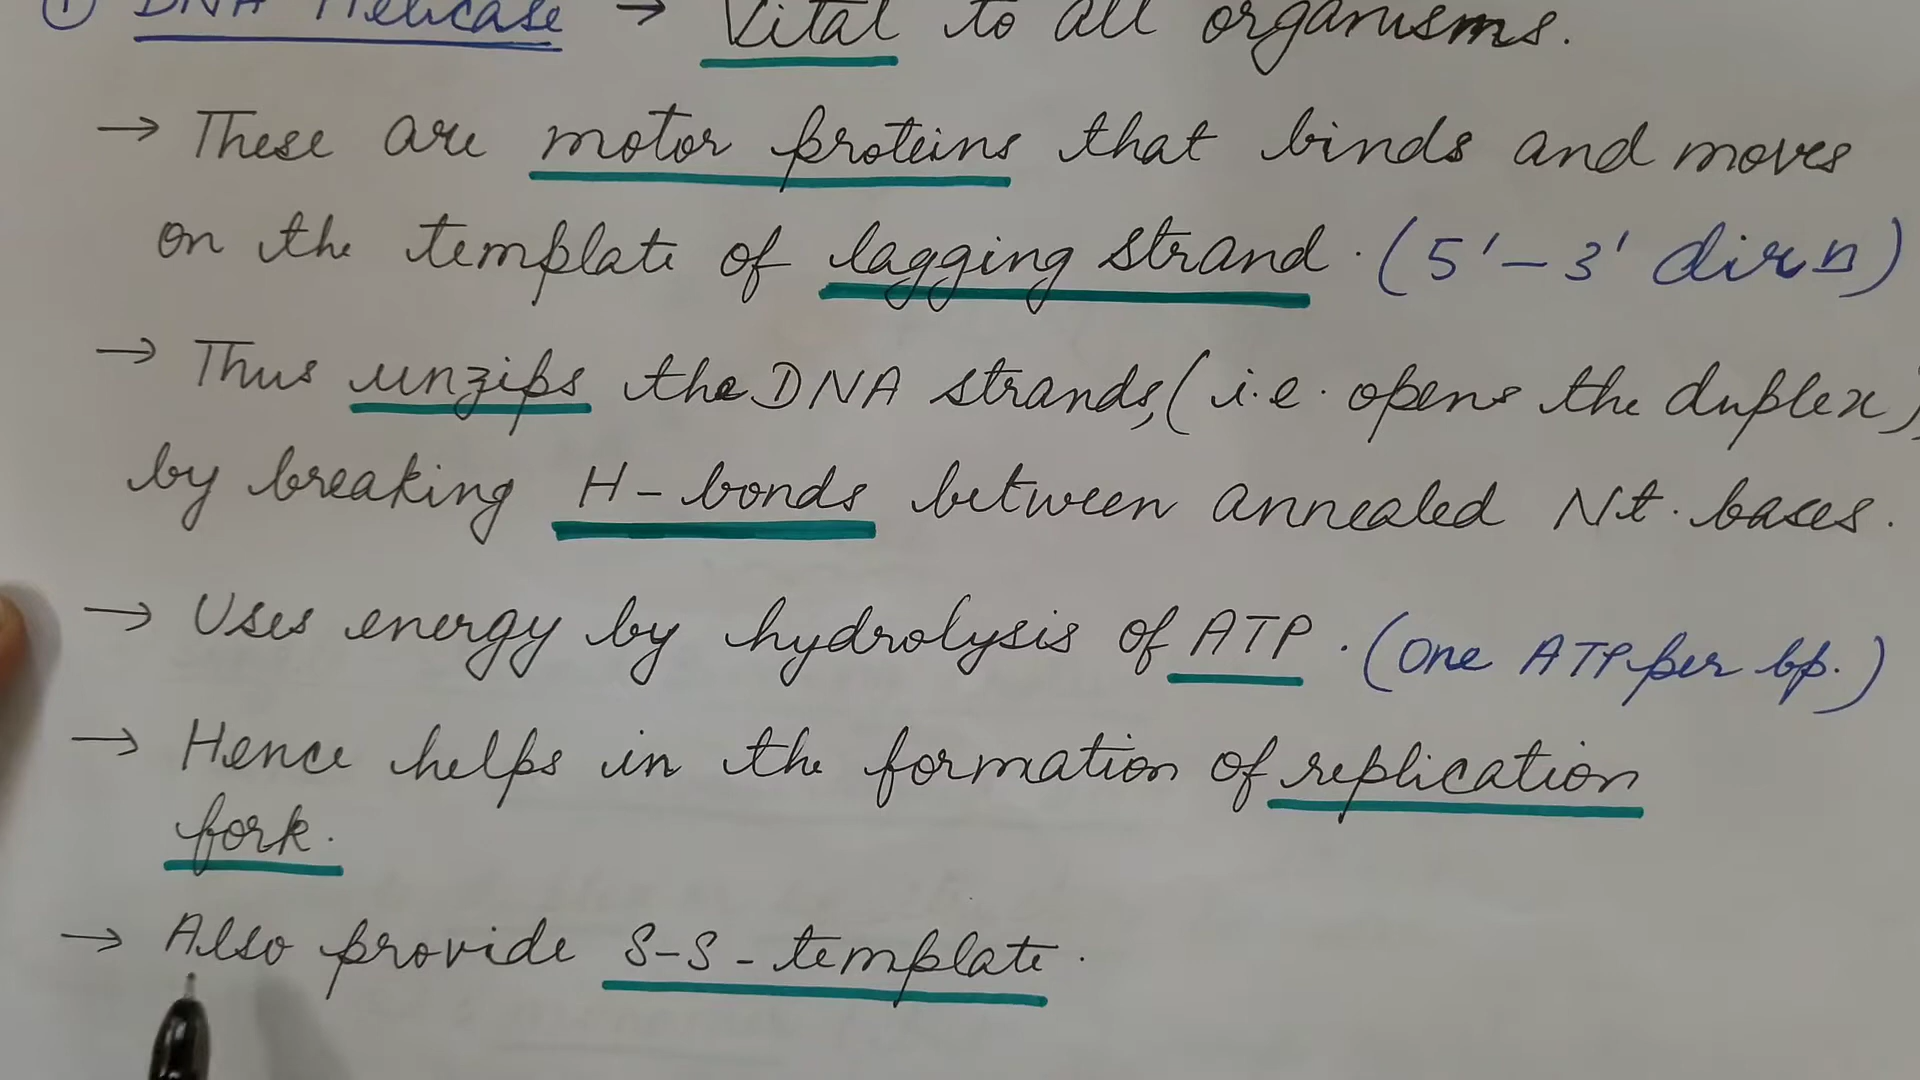 ① DNA Helicase → Vital to all organisms.
→ These are motor proteins that binds and moves
on the template of lagging strand. (5'-3' dirn)
→ Thus unzips the DNA strands, (i.e. opens the duplex)
by breaking H-bonds between annealed Nt. bases.
→ Uses energy by hydrolysis of ATP. (One ATP per bp.)
→ Hence helps in the formation of replication
fork.
→ Also provide S-S-template.